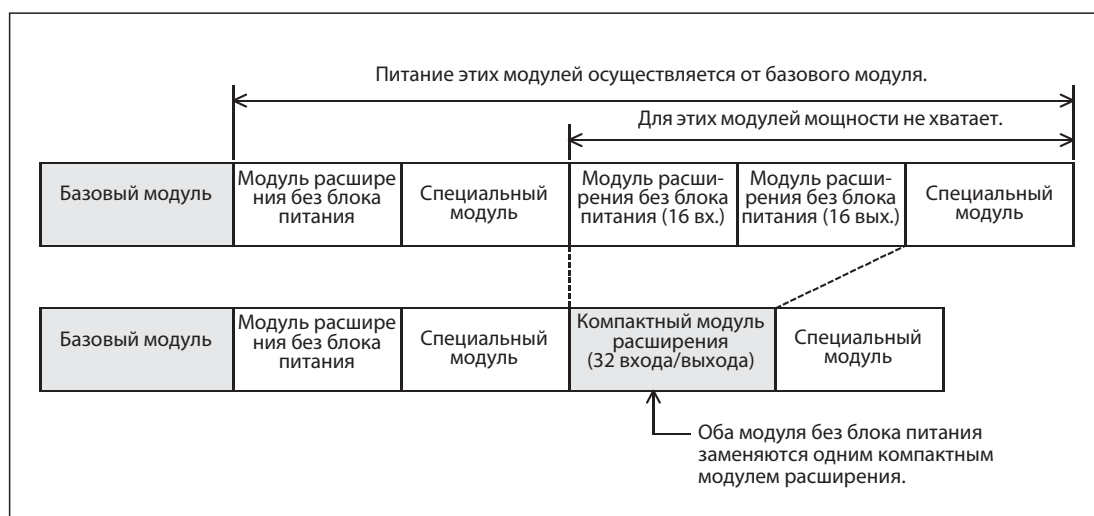 Питание этих модулей осуществляется от базового модуля.
Для этих модулей мощности не хватает.
Базовый модуль
Модуль расшире
ния без блока
питания
Специальный
модуль
Модуль расши-
рения без блока
питания (16 вх.)
Модуль расши-
рения без блока
питания (16 вых.)
Специальный
модуль
Базовый модуль
Модуль расшире
ния без блока
питания
Специальный
модуль
Компактный модуль
расширения
(32 входа/выхода)
Специальный
модуль
Оба модуля без блока питания
заменяются одним компактным
модулем расширения.